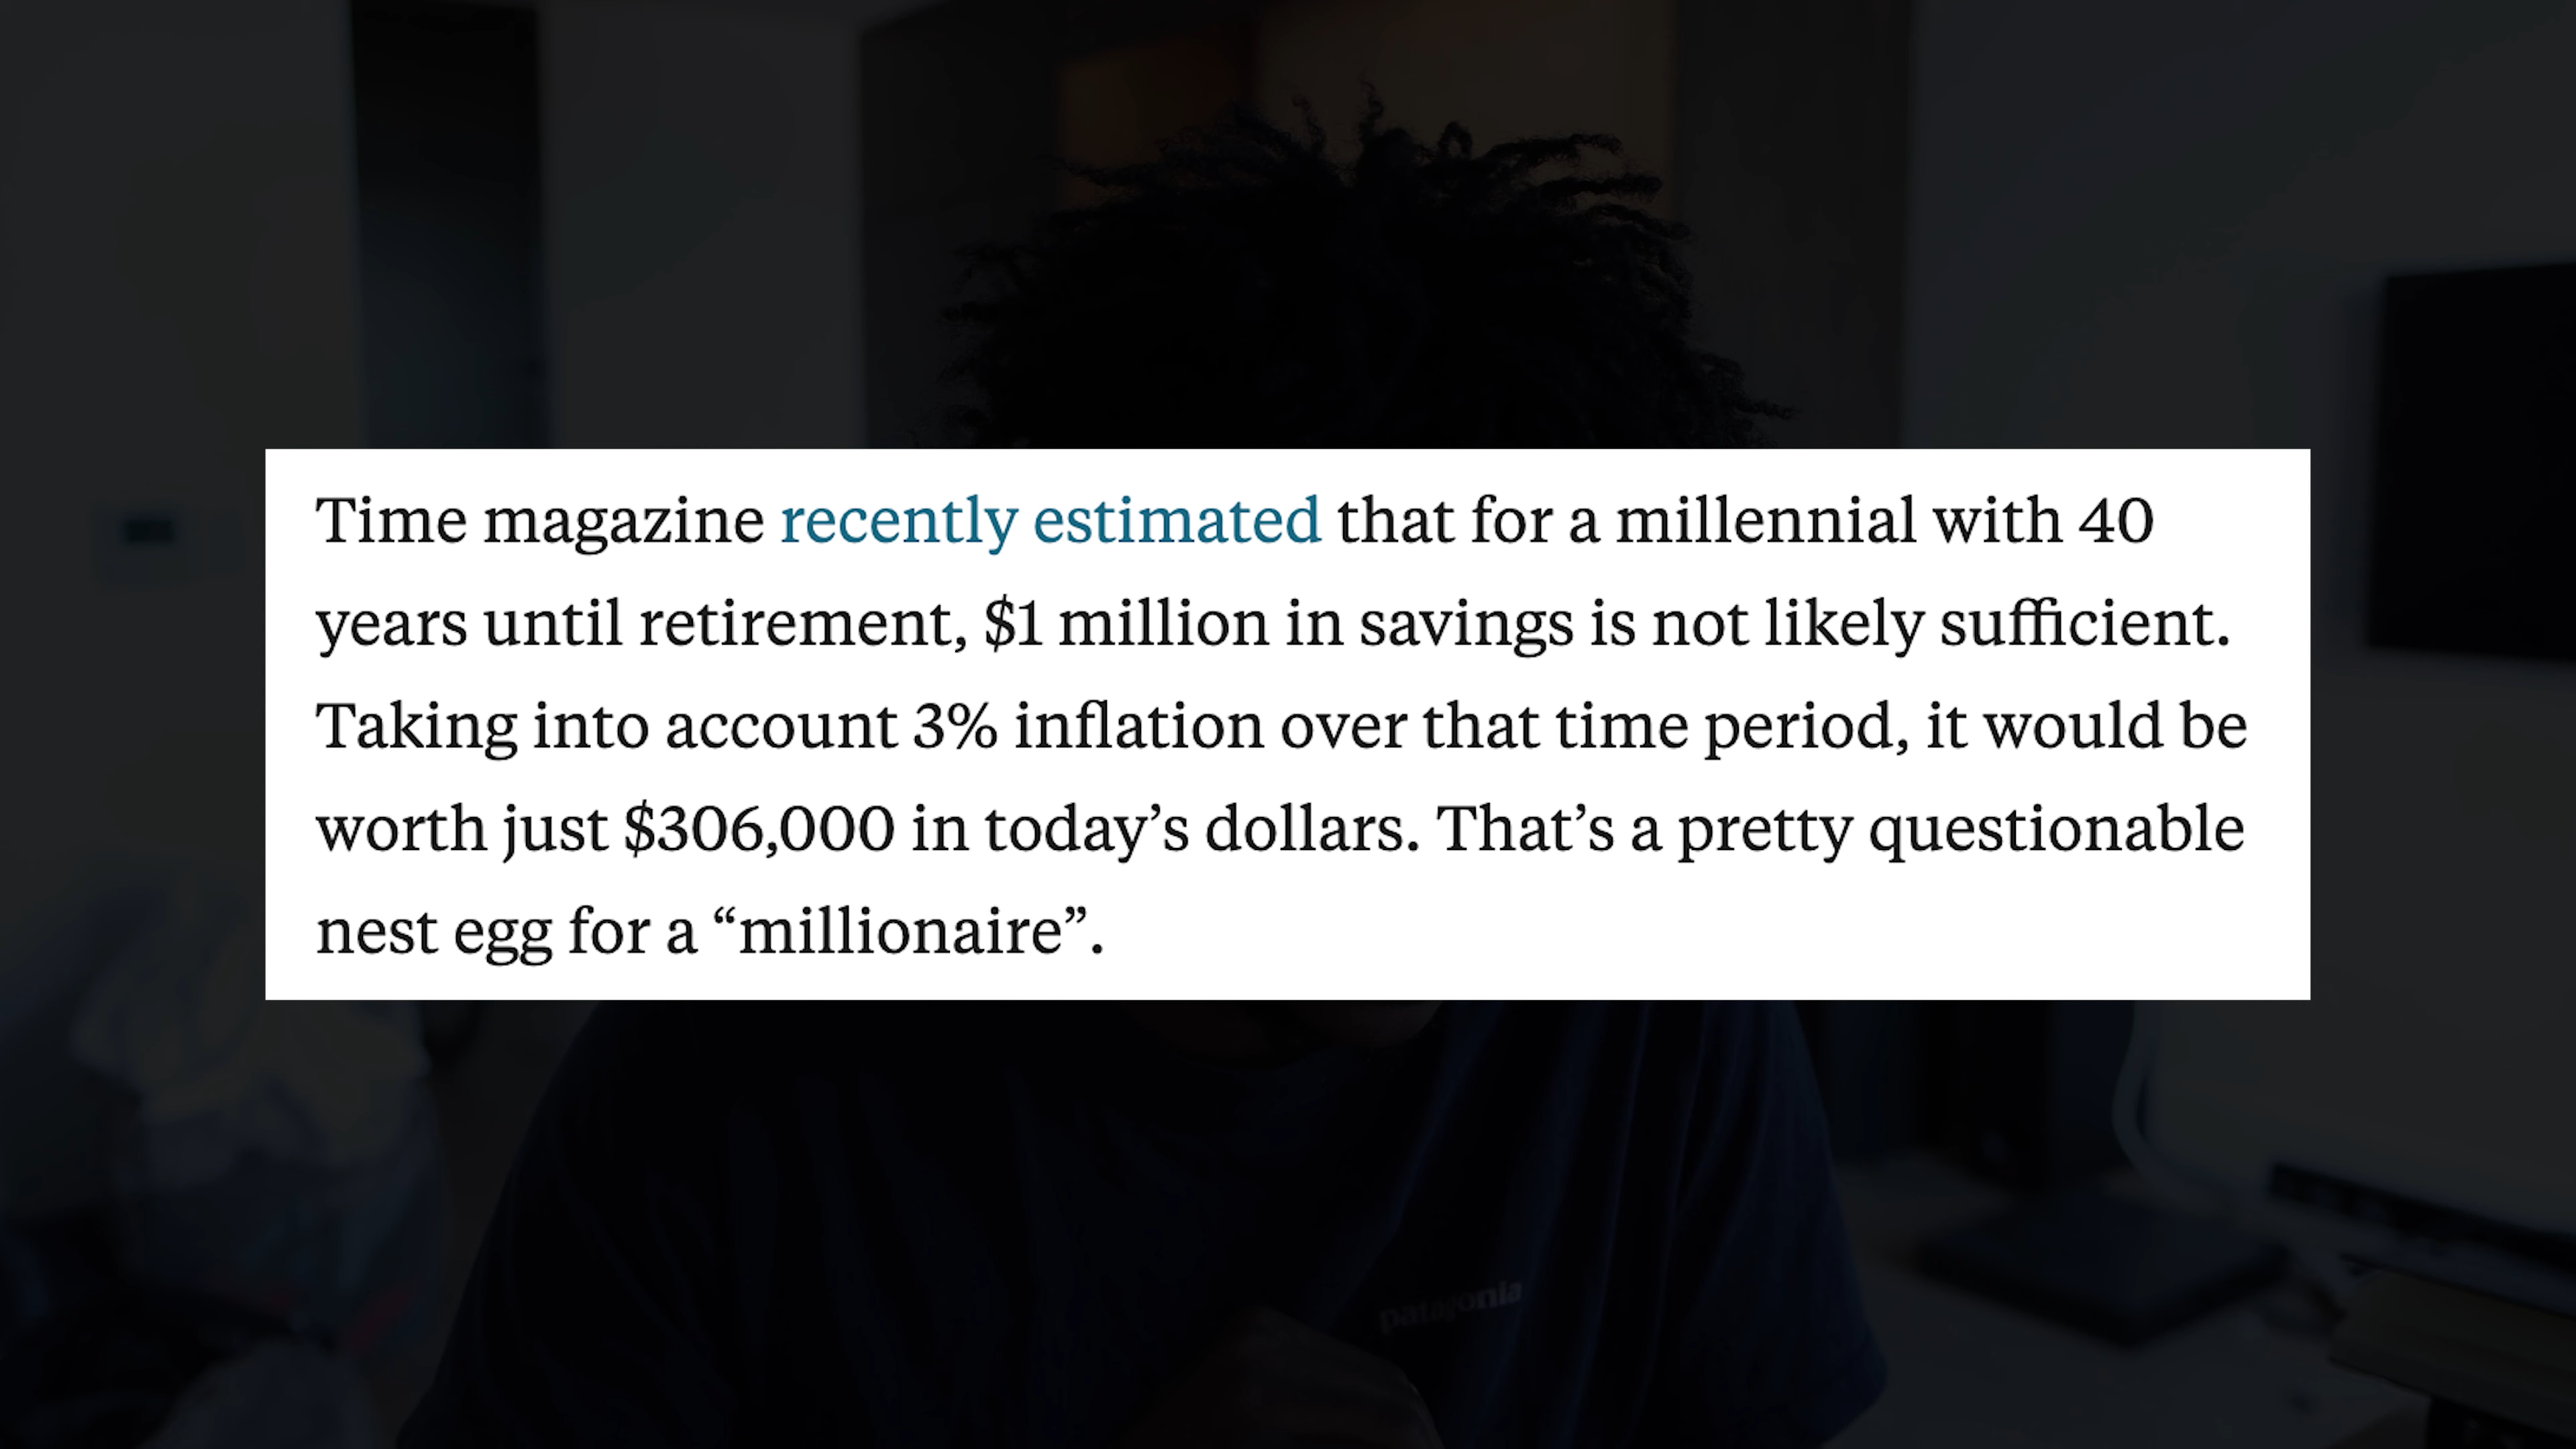 Time magazine recently estimated that for a millennial with 40
years until retirement, $1 million in savings is not likely sufficient.
Taking into account 3% inflation over that time period, it would be
worth just $306,000 in today’s dollars. That’s a pretty questionable
nest egg for a “millionaire”.
patagonia